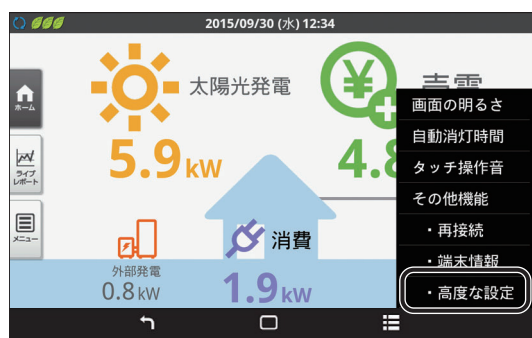 2015/09/30 (水) 12:34
ホーム
ライブ
レポート
メニュー
太陽光発電
5.9kW
売電
4.8
消費
1.9kW
外部発電
0.8kW
画面の明るさ
自動消灯時間
タッチ操作音
その他機能
・再接続
・端末情報
・高度な設定